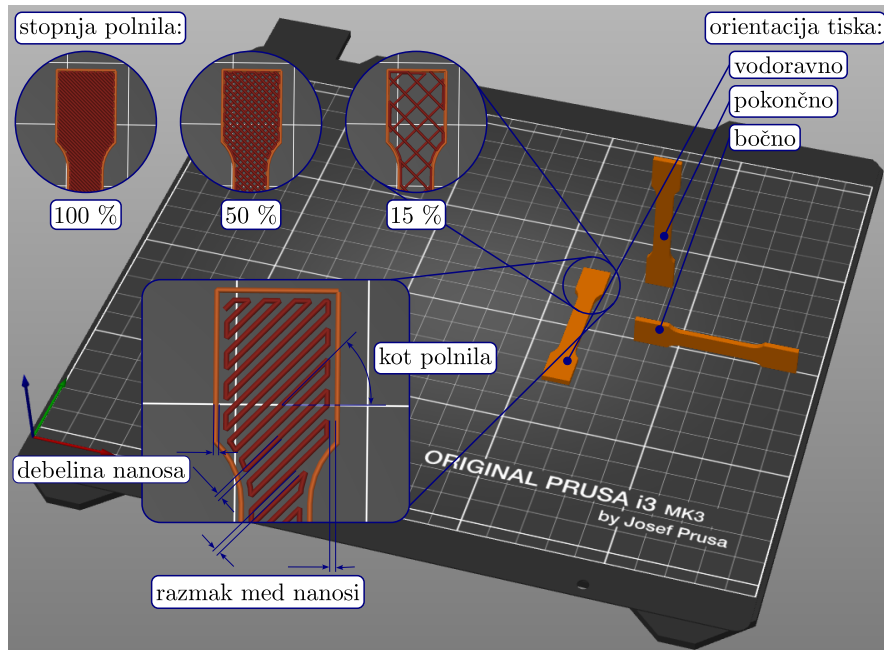 stopnja polnila:
100 %
50 %
15 %
orientacija tiska:
vodoravno
pokončno
bočno
kot polnila
debelina nanosa
razmak med nanosi
ORIGINAL PRUSA i3 MK3
by Josef Prusa